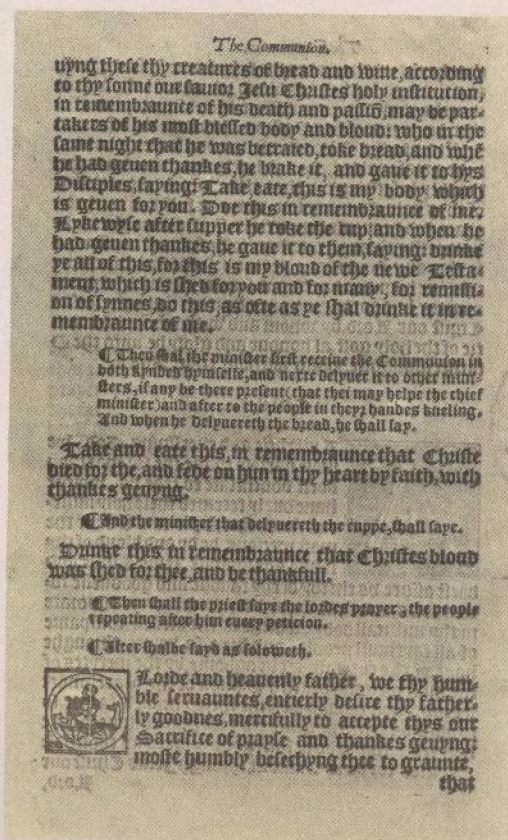 The Communion.
uyng these thy creatures of bread and wine, according
to thy sonne our savior Jesu Christes holy institution,
in remembraunce of his death and passiō, may be par-
takers of his most blessed body and bloud: who in the
same night that he was betraied, toke bread, and whē
he had geuen thankes, he brake it, and gaue it to hys
Disciples, saying: Take, eate, this is my body which
is geuen for you. Doe this in remembraunce of me.
Lykewyse after supper he toke the cup, and when he
had geuen thankes, he gaue it to them, saying: drinke
ye all of this, for this is my bloud of the newe Testa-
ment, which is shed for you and for many, for remissi-
on of synnes, do this, as ofte as ye shal drinke it in re-
membraunce of me.
¶ Then shal the minister first receiue the Communion in
both kyndes hymselfe, and nexte delyuer it to other mini-
sters, if any be there present (that thei may helpe the chief
minister) and after to the people in theyr handes kneling.
And when he delyuereth the bread, he shall say.
Take and eate this, in remembraunce that Christe
died for the, and fede on him in thy heart by faith, with
thankes geuyng.
¶ And the minister that delyuereth the cuppe, shall saye.
Drinke this in remembraunce that Christes bloud
was shed for thee, and be thankfull.
¶ Then shall the priest saye the lordes prayer, the people
repeating after him euery peticion.
¶ After shalbe sayd as foloweth.
Lorde and heauenly father, we thy hum-
ble seruauntes, entierly desire thy father-
ly goodnes, mercifully to accepte thys our
Sacrifice of prayse and thankes geuyng:
moste humbly besechyng thee to graunte,
that